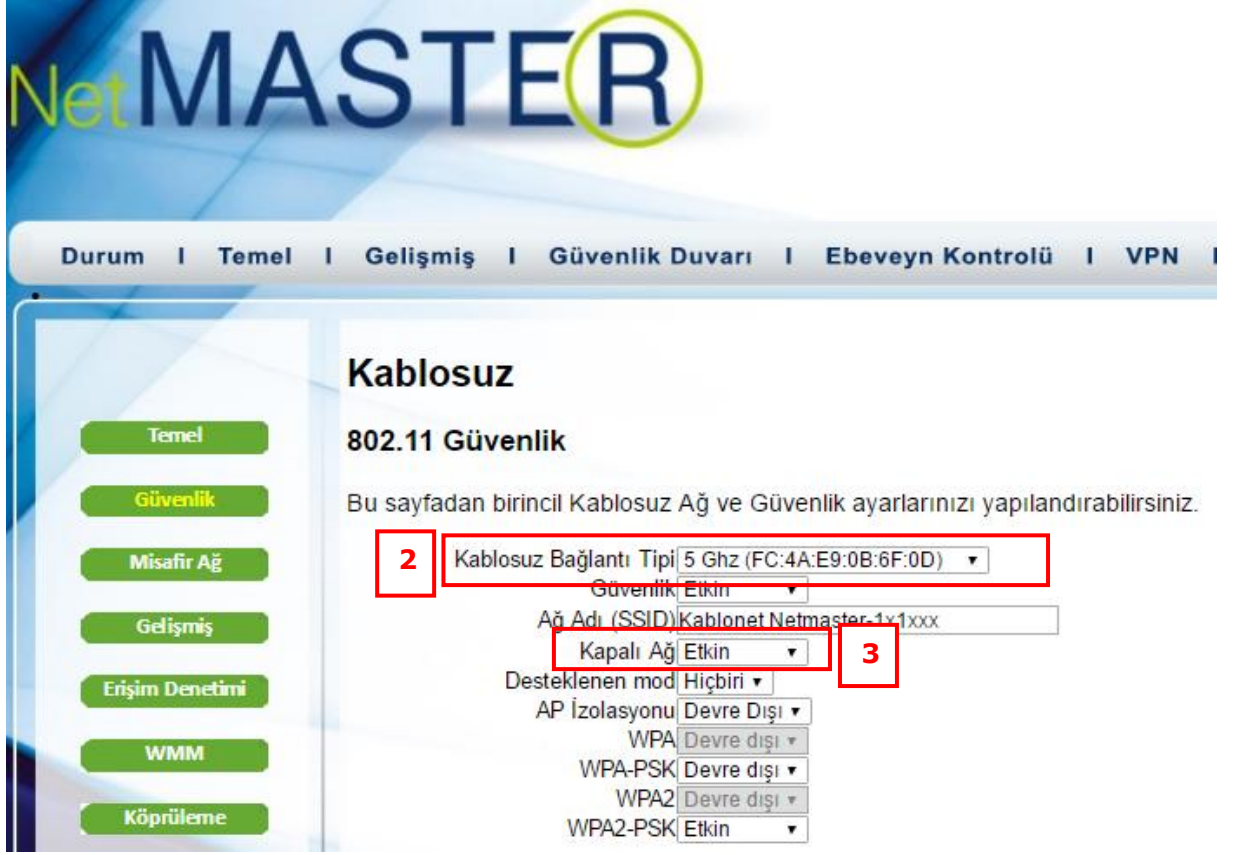 NetMASTER
Durum I Temel I Gelişmiş I Güvenlik Duvarı I Ebeveyn Kontrolü I VPN I
Kablosuz
Temel
802.11 Güvenlik
Güvenlik
Bu sayfadan birincil Kablosuz Ağ ve Güvenlik ayarlarınızı yapılandırabilirsiniz.
2 Kablosuz Bağlantı Tipi 5 Ghz (FC:4A:E9:0B:6F:0D)
Misafir Ağ
Güvenlik Etkin
Ağ Adı (SSID) Kablonet Netmaster-1x1xxx
Gelişmiş
Kapalı Ağ Etkin 3
Desteklenen mod Hiçbiri
Erişim Denetimi
AP İzolasyonu Devre Dışı
WPA Devre dışı
WMM
WPA-PSK Devre dışı
WPA2 Devre dışı
Köprüleme
WPA2-PSK Etkin